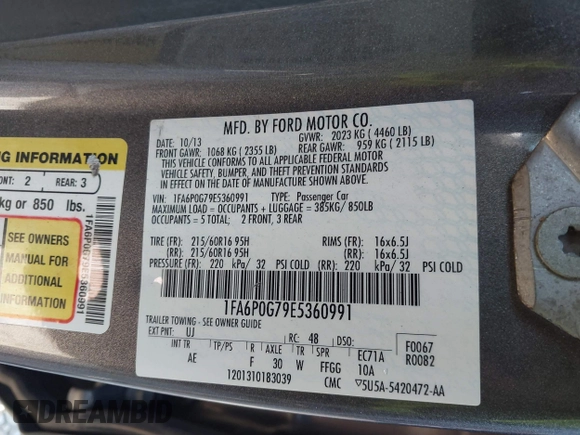 MFD. BY FORD MOTOR CO.
DATE: 10/13 GVWR: 2023 KG ( 4460 LB)
FRONT GAWR: 1068 KG ( 2355 LB) REAR GAWR: 959 KG ( 2115 LB)
THIS VEHICLE CONFORMS TO ALL APPLICABLE FEDERAL MOTOR
VEHICLE SAFETY, BUMPER, AND THEFT PREVENTION STANDARDS
IN EFFECT ON THE DATE OF MANUFACTURE SHOWN ABOVE.
VIN: 1FA6P0G79E5360991 TYPE: Passenger Car
MAXIMUM LOAD = OCCUPANTS + LUGGAGE = 385KG/ 850LB
OCCUPANTS = 5 TOTAL; 2 FRONT, 3 REAR
TIRE (FR): 215/60R16 95H RIMS (FR): 16x6.5J
(RR): 215/60R16 95H (RR): 16x6.5J
PRESSURE (FR): 220 kPa/ 32 PSI COLD (RR): 220 kPa/ 32 PSI COLD
1FA6P0G79E5360991
TRAILER TOWING - SEE OWNER GUIDE
EXT PNT: UJ RC: 48 DSO: F0067
INT TR TP/PS R AXLE TR SPR EC71A R0082
AE F 30 W FFGG 10A
1201310183039 CMC ▽5U5A-5420472-AA
NG INFORMATION
ONT: 2 REAR: 3
kg or 850 lbs.
SEE OWNERS
MANUAL FOR
ADDITIONAL
INFORMATION
1FA6P0G79E5360991
DREAMBID